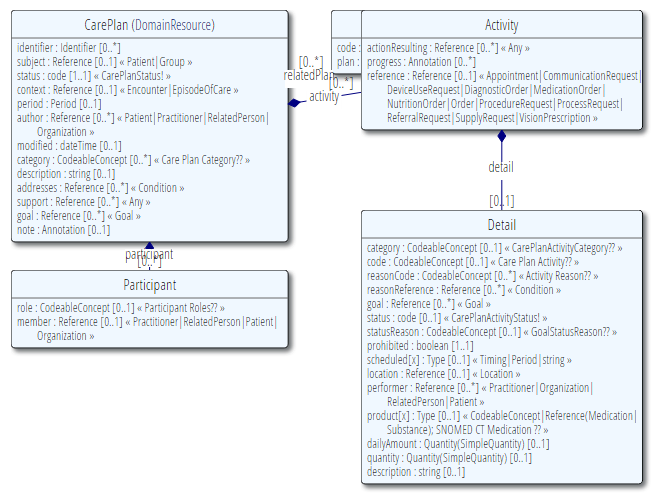 CarePlan (DomainResource)
identifier : Identifier [0..*]
subject : Reference [0..1] « Patient|Group »
status : code [1..1] « CarePlanStatus! »
context : Reference [0..1] « Encounter|EpisodeOfCare »
period : Period [0..1]
author : Reference [0..*] « Patient|Practitioner|RelatedPerson|
Organization »
modified : dateTime [0..1]
category : CodeableConcept [0..*] « Care Plan Category?? »
description : string [0..1]
addresses : Reference [0..*] « Condition »
support : Reference [0..*] « Any »
goal : Reference [0..*] « Goal »
note : Annotation [0..1]
[0..*]
relatedPlan
activity
code :
plan :
Activity
actionResulting : Reference [0..*] « Any »
progress : Annotation [0..*]
reference : Reference [0..1] « Appointment|CommunicationRequest|
DeviceUseRequest|DiagnosticOrder|MedicationOrder|
NutritionOrder|Order|ProcedureRequest|ProcessRequest|
ReferralRequest|SupplyRequest|VisionPrescription »
detail
[0..1]
participant
[0..*]
Participant
role : CodeableConcept [0..1] « Participant Roles?? »
member : Reference [0..1] « Practitioner|RelatedPerson|Patient|
Organization »
Detail
category : CodeableConcept [0..1] « CarePlanActivityCategory?? »
code : CodeableConcept [0..1] « Care Plan Activity?? »
reasonCode : CodeableConcept [0..*] « Activity Reason?? »
reasonReference : Reference [0..*] « Condition »
goal : Reference [0..*] « Goal »
status : code [0..1] « CarePlanActivityStatus! »
statusReason : CodeableConcept [0..1] « GoalStatusReason?? »
prohibited : boolean [1..1]
scheduled[x] : Type [0..1] « Timing|Period|string »
location : Reference [0..1] « Location »
performer : Reference [0..*] « Practitioner|Organization|
RelatedPerson|Patient »
product[x] : Type [0..1] « CodeableConcept|Reference(Medication|
Substance); SNOMED CT Medication ?? »
dailyAmount : Quantity(SimpleQuantity) [0..1]
quantity : Quantity(SimpleQuantity) [0..1]
description : string [0..1]